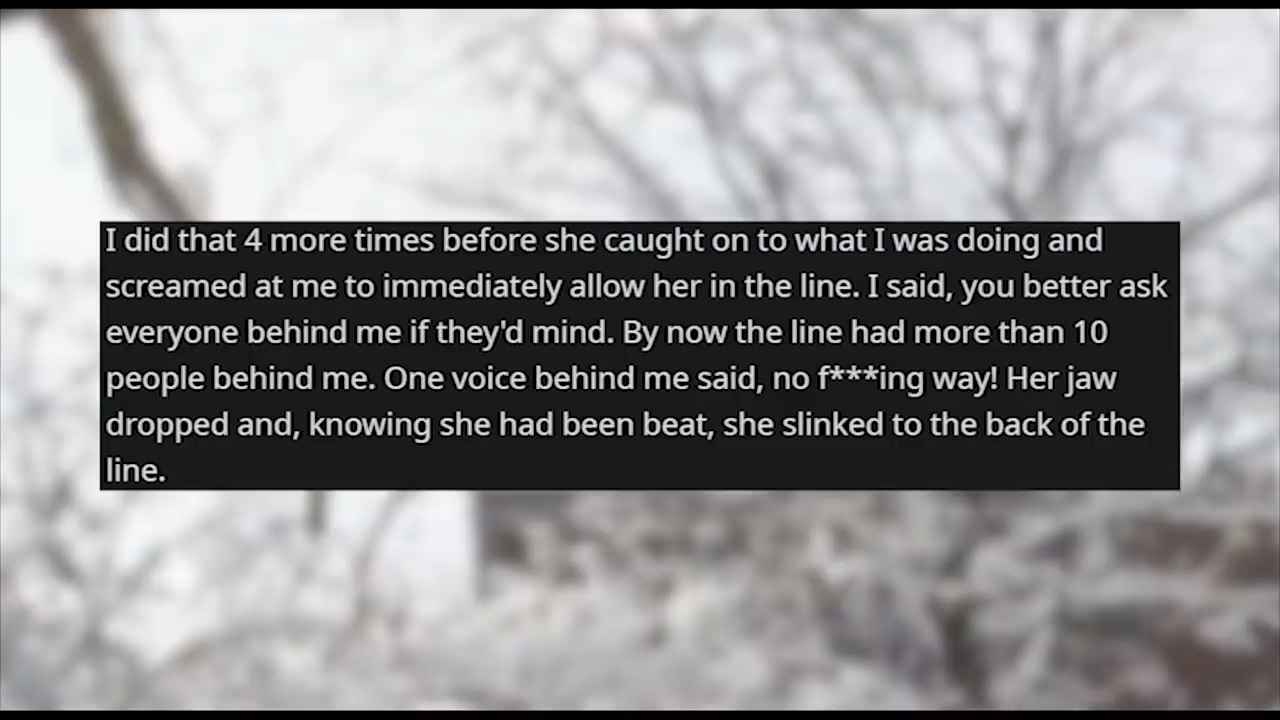 I did that 4 more times before she caught on to what I was doing and
screamed at me to immediately allow her in the line. I said, you better ask
everyone behind me if they'd mind. By now the line had more than 10
people behind me. One voice behind me said, no f***ing way! Her jaw
dropped and, knowing she had been beat, she slinked to the back of the
line.